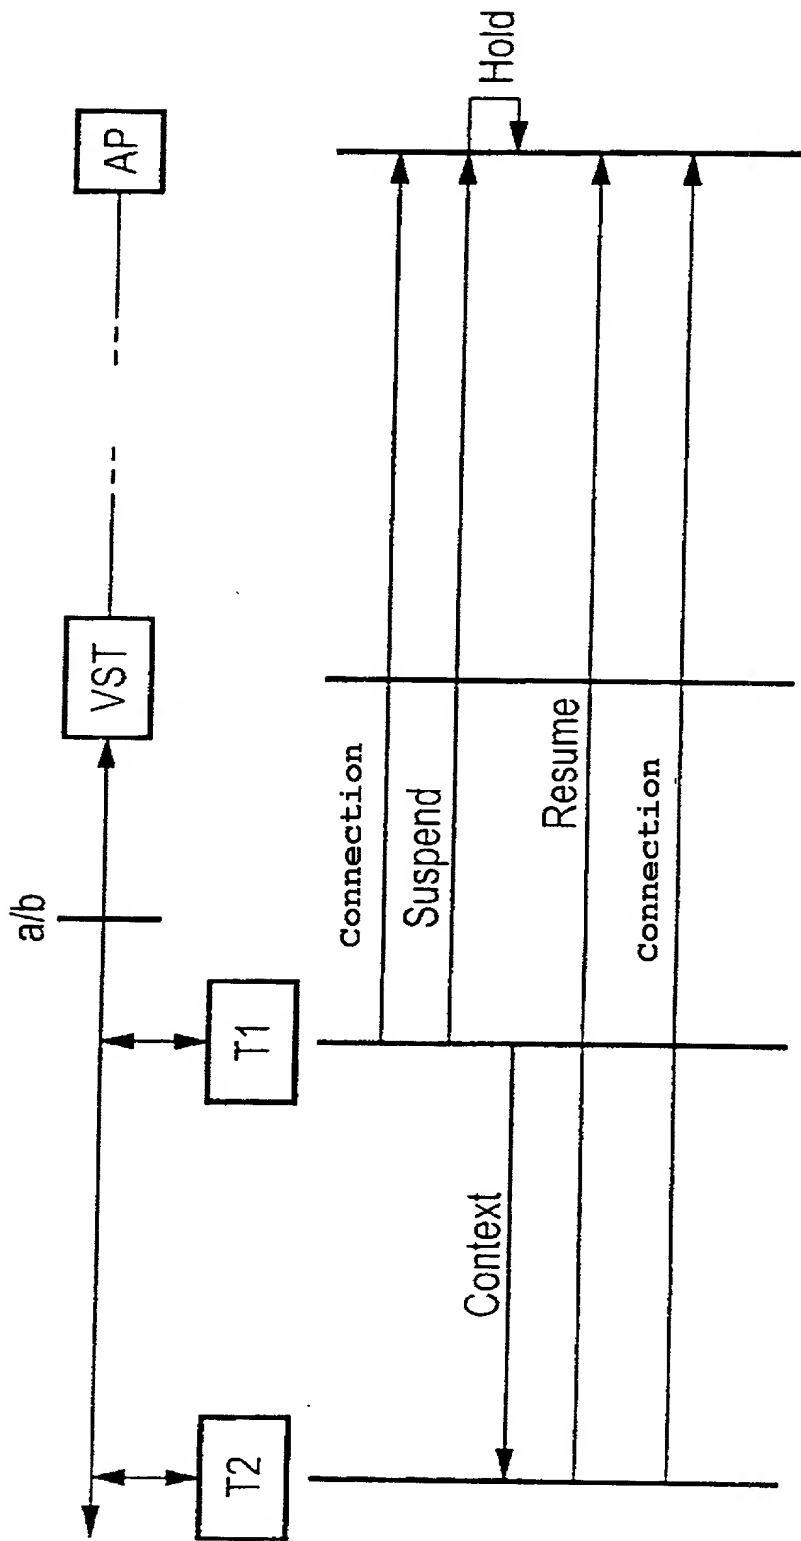 a/b
VST
AP
T2
T1
Connection
Suspend
Hold
Context
Resume
Connection